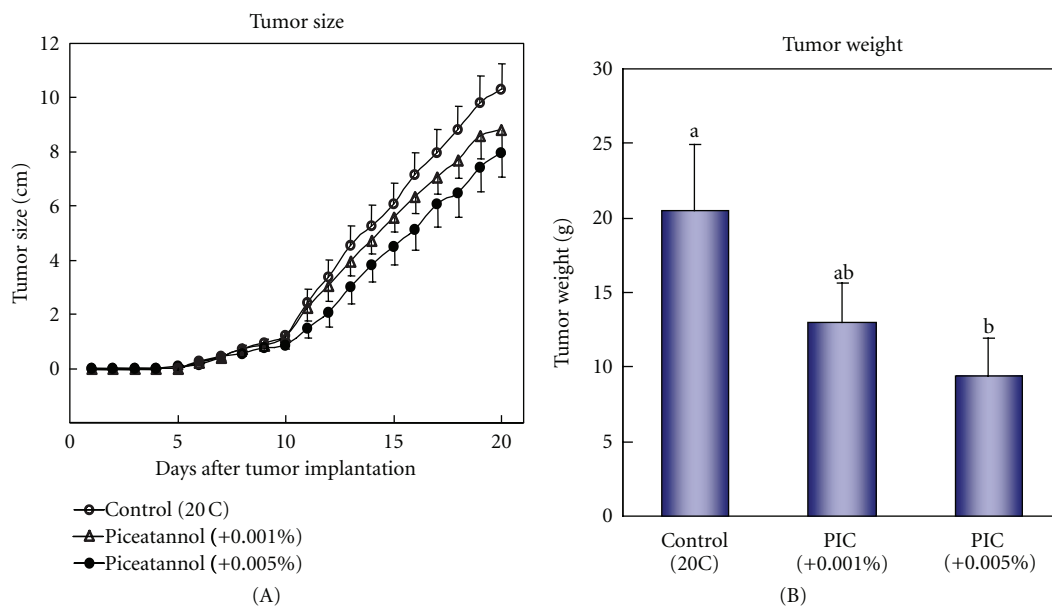 Tumor size
12
10
8
6
4
2
0
Tumor size (cm)
0 5 10 15 20
Days after tumor implantation
Control (20 C)
Piceatannol (+0.001%)
Piceatannol (+0.005%)
(A)
Tumor weight
30
25
20
15
10
5
0
Tumor weight (g)
a
ab
b
Control
(20C)
PIC
(+0.001%)
PIC
(+0.005%)
(B)